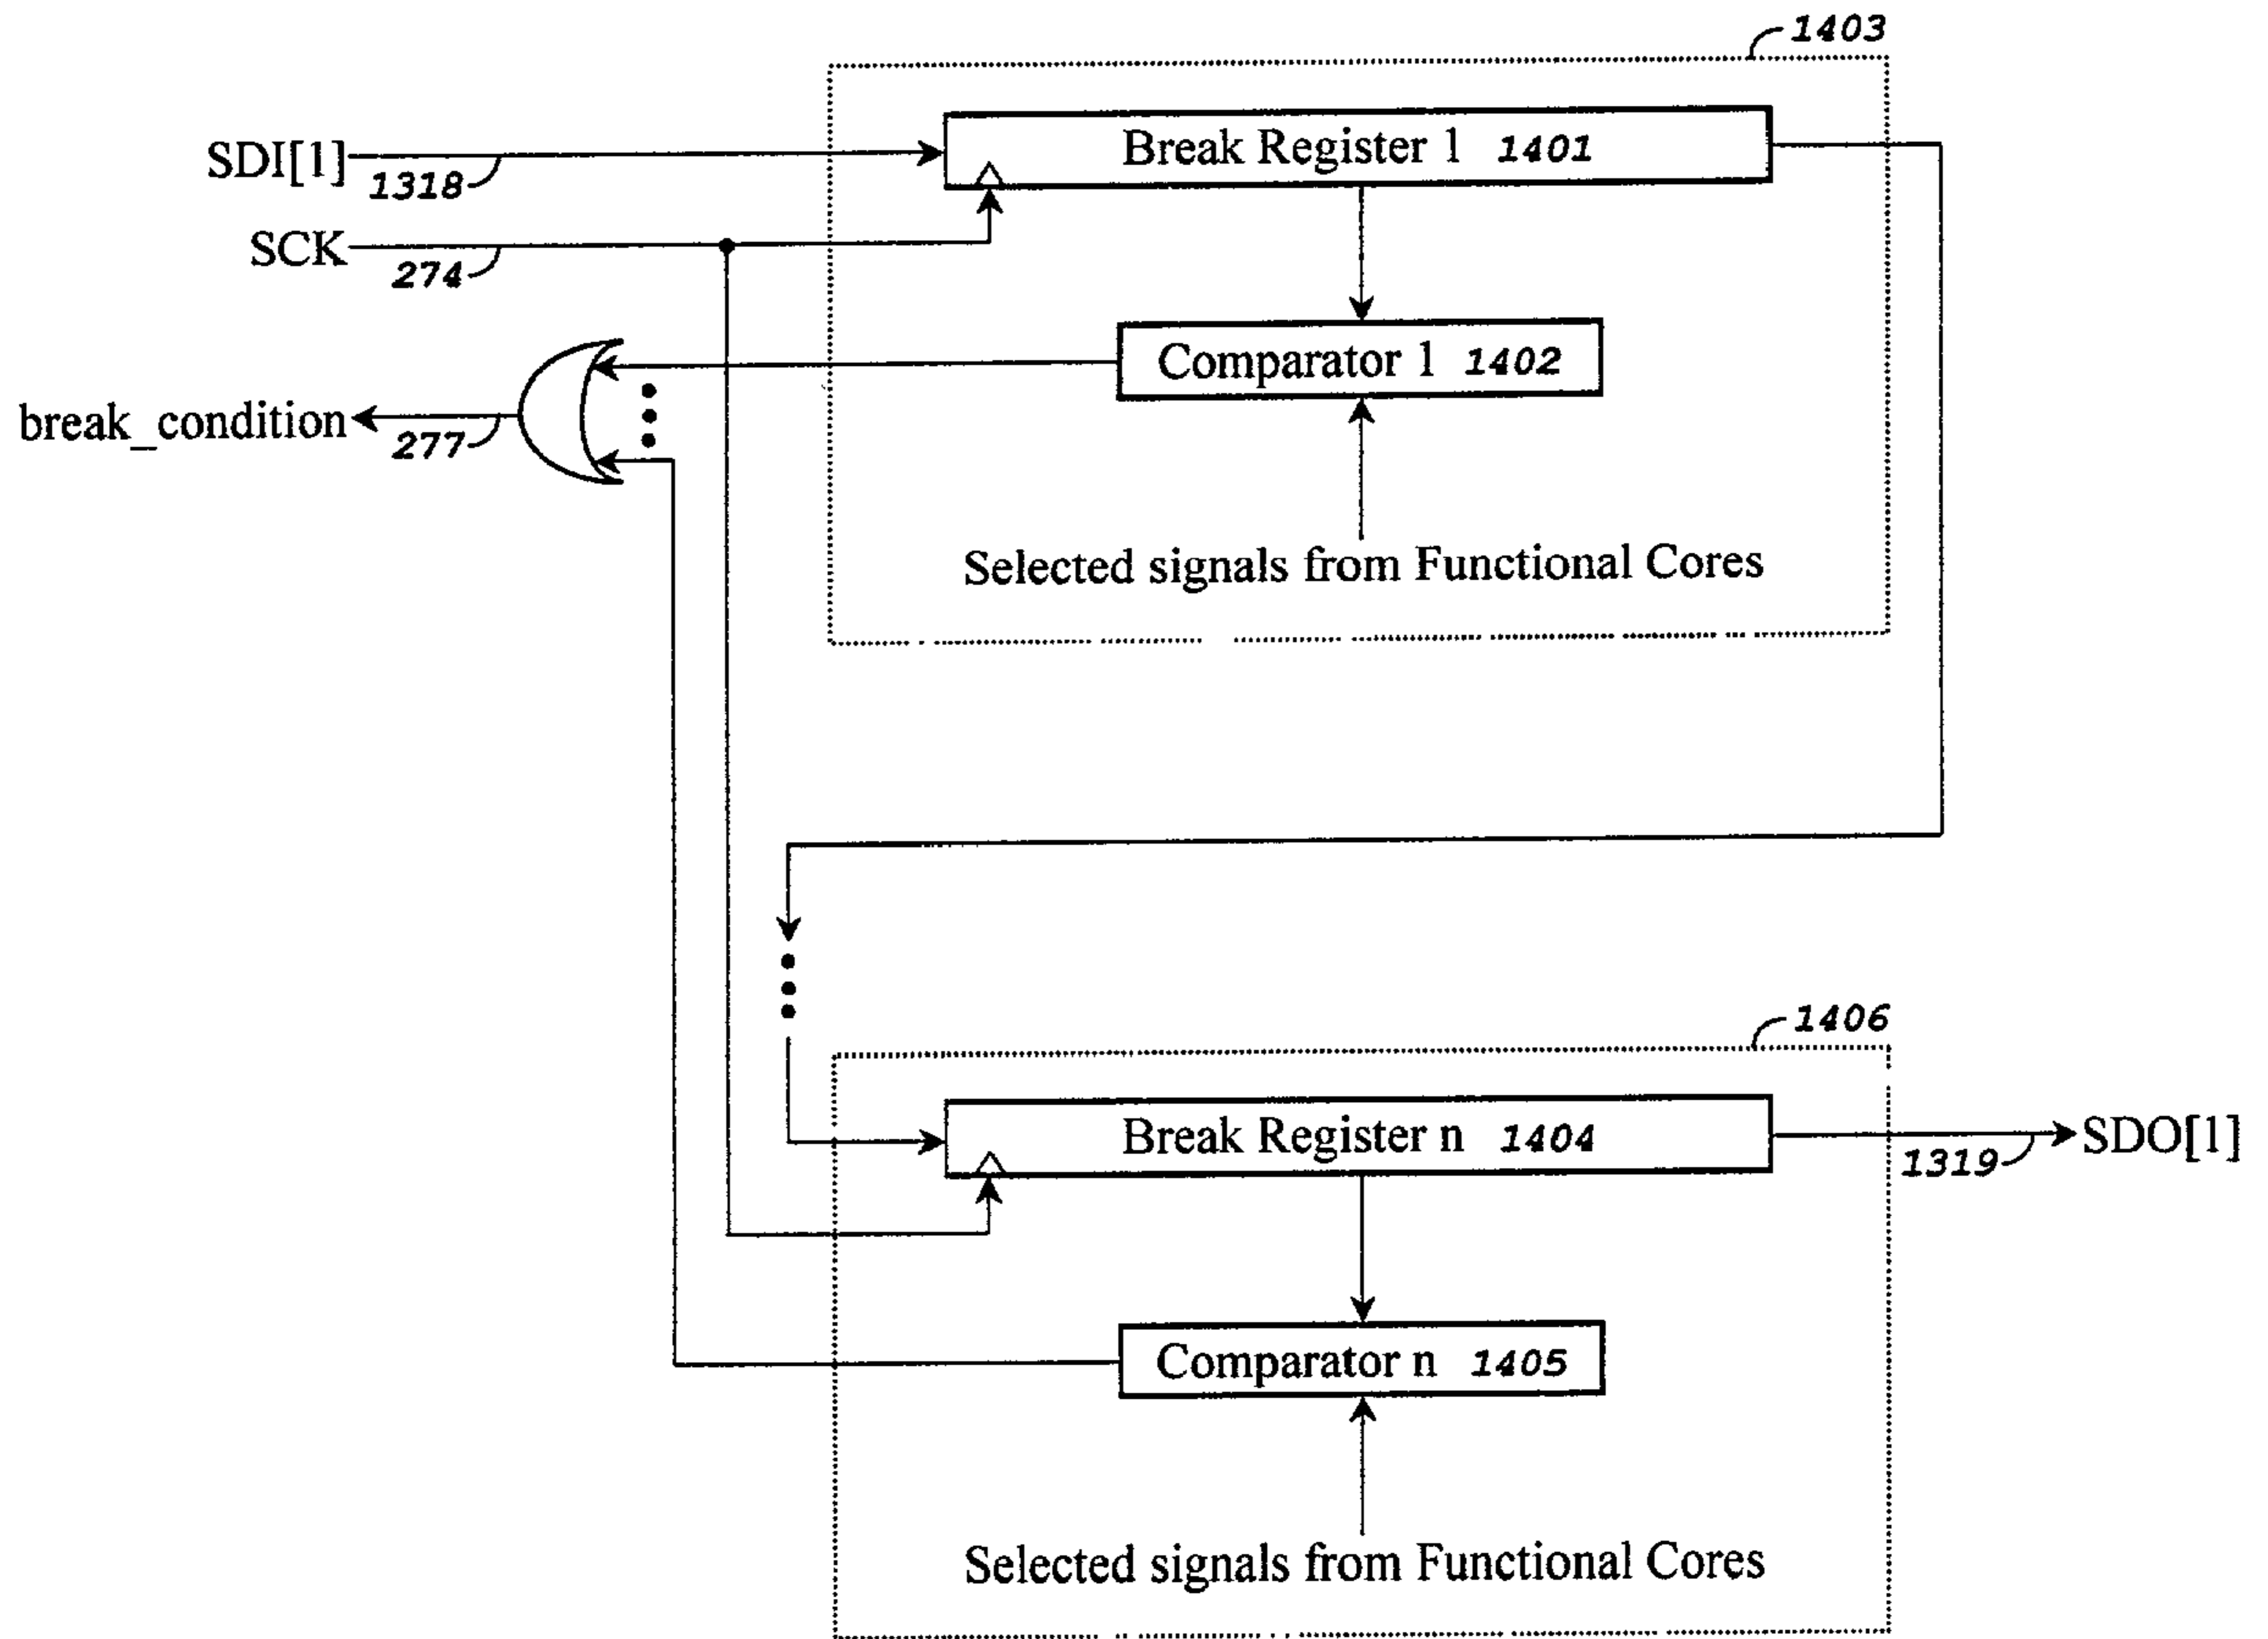 1403
Break Register 1 1401
SDI[1]
1318
SCK
274
Comparator 1 1402
break_condition
277
Selected signals from Functional Cores
1406
Break Register n 1404
SDO[1]
1319
Comparator n 1405
Selected signals from Functional Cores